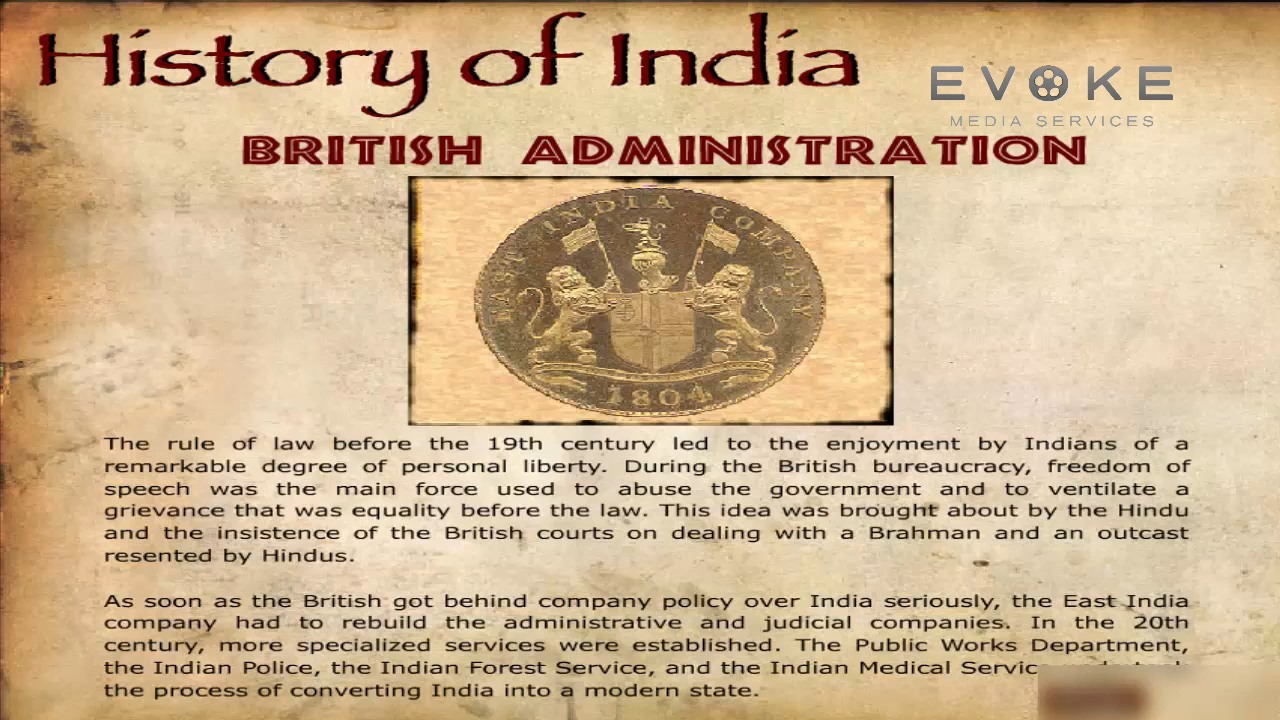 History of India
EVOKE
MEDIA SERVICES
BRITISH ADMINISTRATION
EAST INDIA COMPANY
1804
The rule of law before the 19th century led to the enjoyment by Indians of a
remarkable degree of personal liberty. During the British bureaucracy, freedom of
speech was the main force used to abuse the government and to ventilate a
grievance that was equality before the law. This idea was brought about by the Hindu
and the insistence of the British courts on dealing with a Brahman and an outcast
resented by Hindus.
As soon as the British got behind company policy over India seriously, the East India
company had to rebuild the administrative and judicial companies. In the 20th
century, more specialized services were established. The Public Works Department,
the Indian Police, the Indian Forest Service, and the Indian Medical
the process of converting India into a modern state.